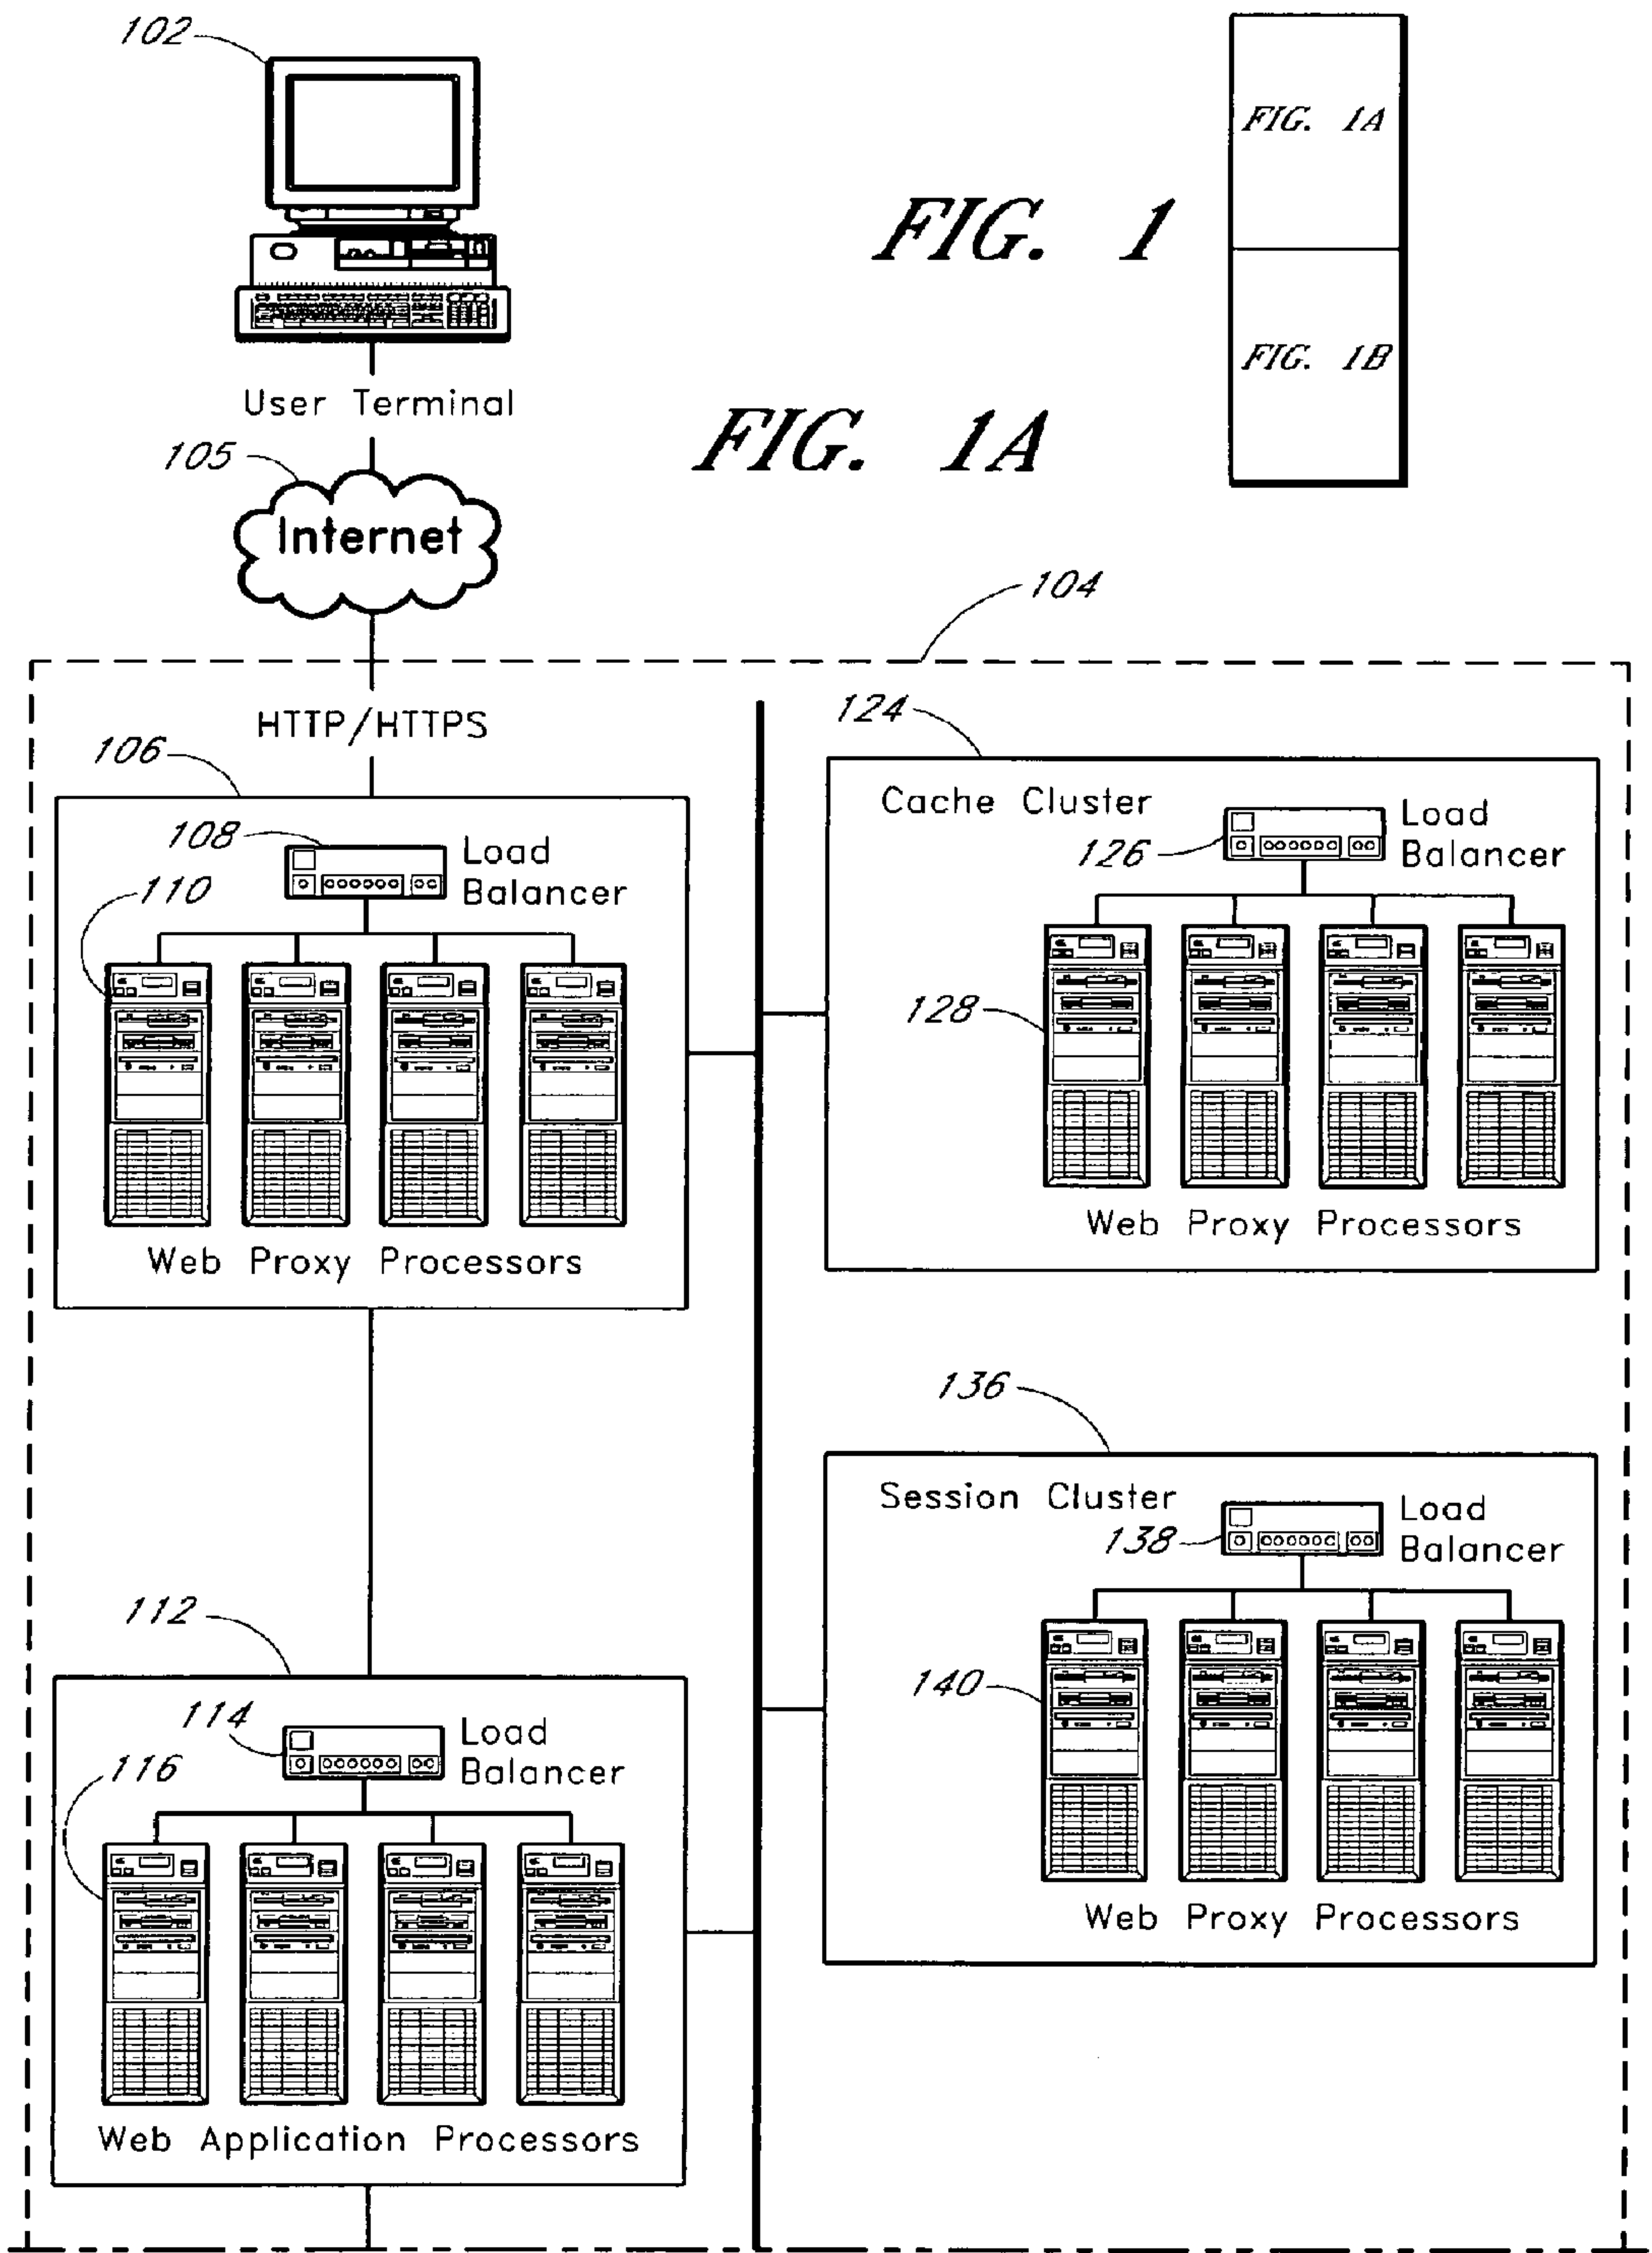 102
FIG. 1A
FIG. 1
FIG. 1B
User Terminal
FIG. 1A
105
Internet
104
HTTP/HTTPS
124
106
Cache Cluster
Load
Balancer
126
108
Load
Balancer
110
128
Web Proxy Processors
Web Proxy Processors
136
Session Cluster
Load
Balancer
138
112
140
114
Load
Balancer
116
Web Proxy Processors
Web Application Processors